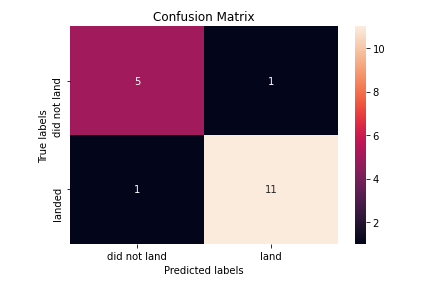 Confusion Matrix
True labels
did not land
landed
5
1
1
11
did not land
land
Predicted labels
10
8
6
4
2